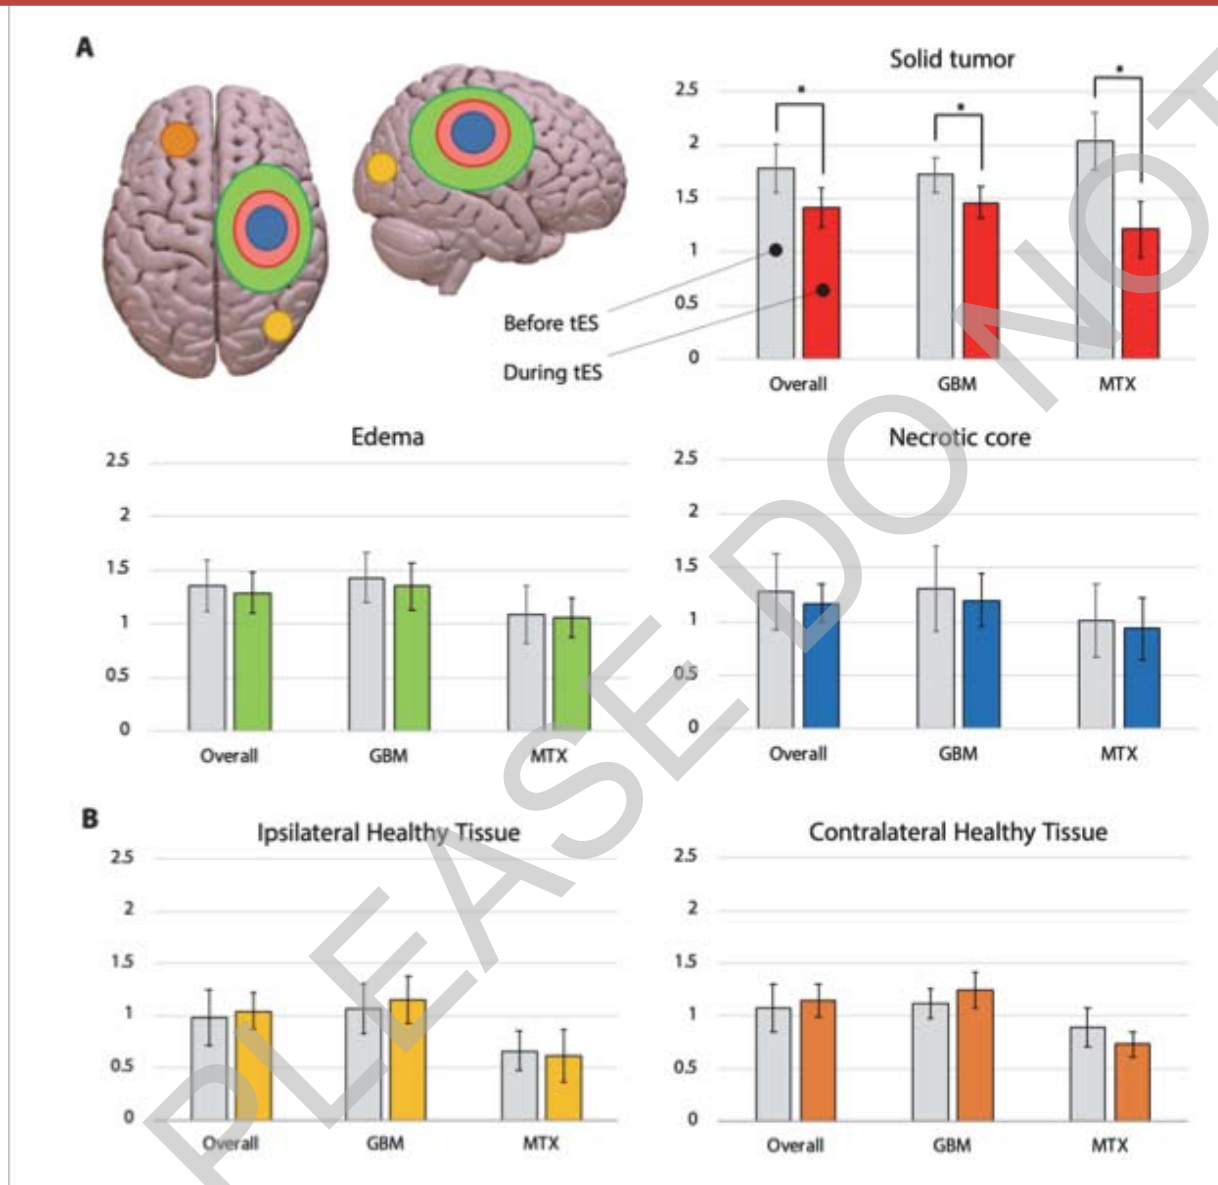 A
Solid tumor
2.5
2
1.5
1
0.5
0
Before tES
During tES
Overall GBM MTX
Edema
2.5
2
1.5
1
0.5
0
Overall GBM MTX
Necrotic core
2.5
2
1.5
1
0.5
0
Overall GBM MTX
B
Ipsilateral Healthy Tissue
2.5
2
1.5
1
0.5
0
Overall GBM MTX
Contralateral Healthy Tissue
2.5
2
1.5
1
0.5
0
Overall GBM MTX
PLEASE DO NOT